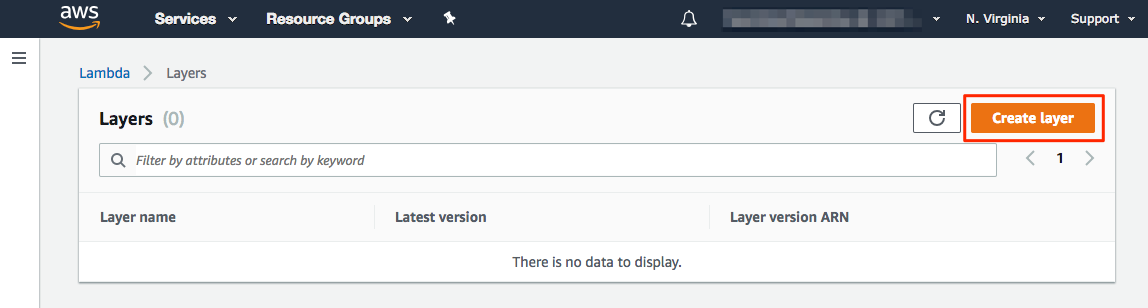 aws Services Resource Groups N. Virginia Support
Lambda Layers
Layers (0) Create layer
Filter by attributes or search by keyword 1
Layer name Latest version Layer version ARN
There is no data to display.